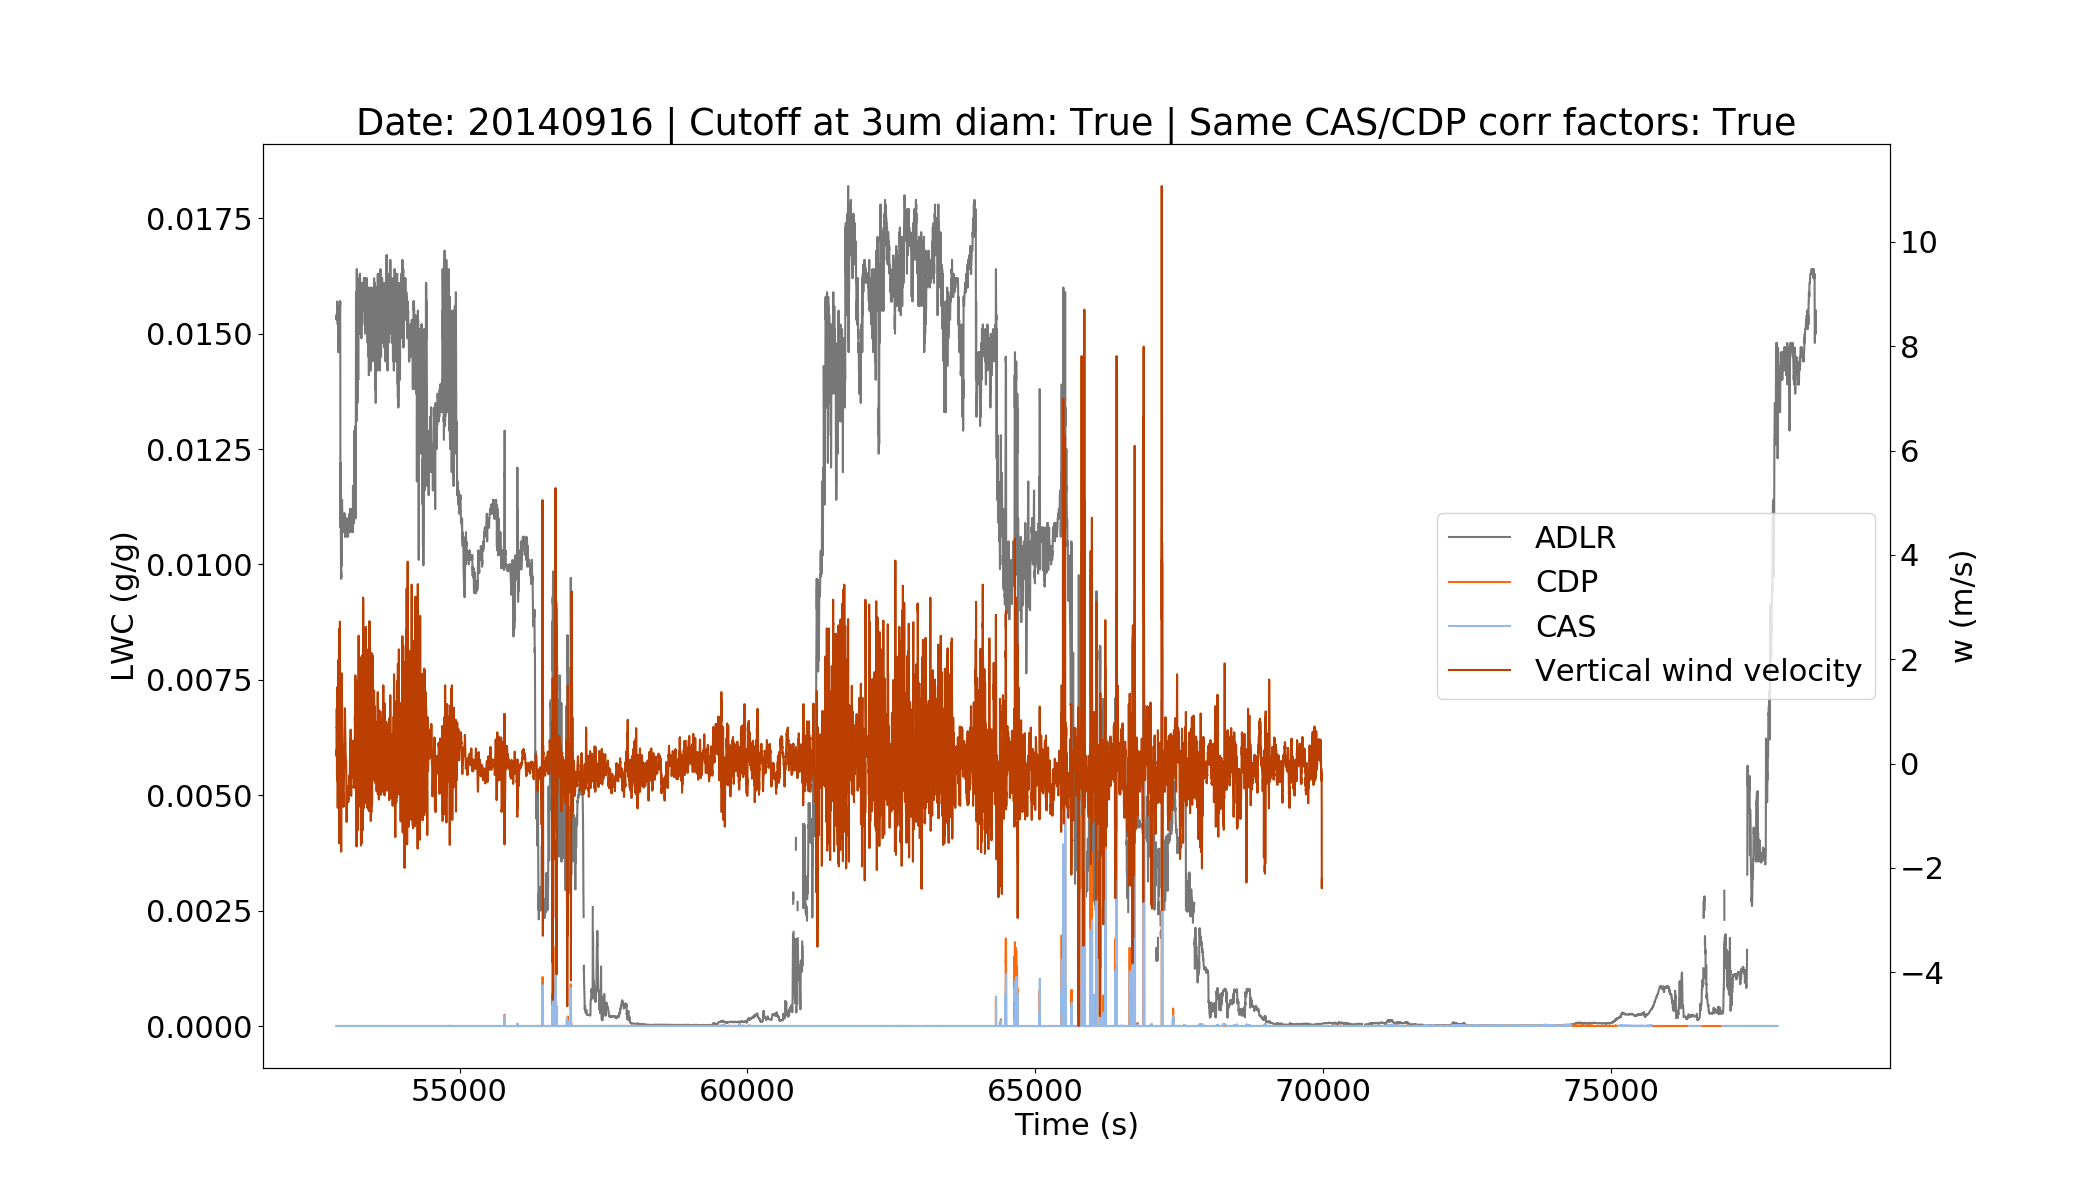 Date: 20140916 | Cutoff at 3um diam: True | Same CAS/CDP corr factors: True
0.0175
0.0150
0.0125
0.0100
0.0075
0.0050
0.0025
0.0000
LWC (g/g)
10
8
6
4
2
0
−2
−4
w (m/s)
ADLR
CDP
CAS
Vertical wind velocity
55000
60000
65000
70000
75000
Time (s)